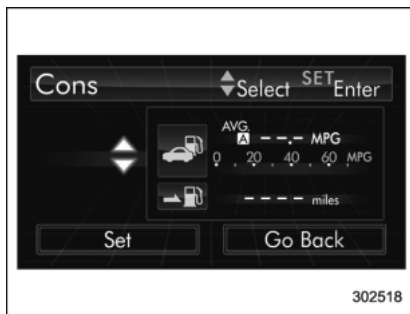 Cons Select SET Enter
AVG.
A --.- MPG
0 20 40 60 MPG
---- miles
Set Go Back
302518